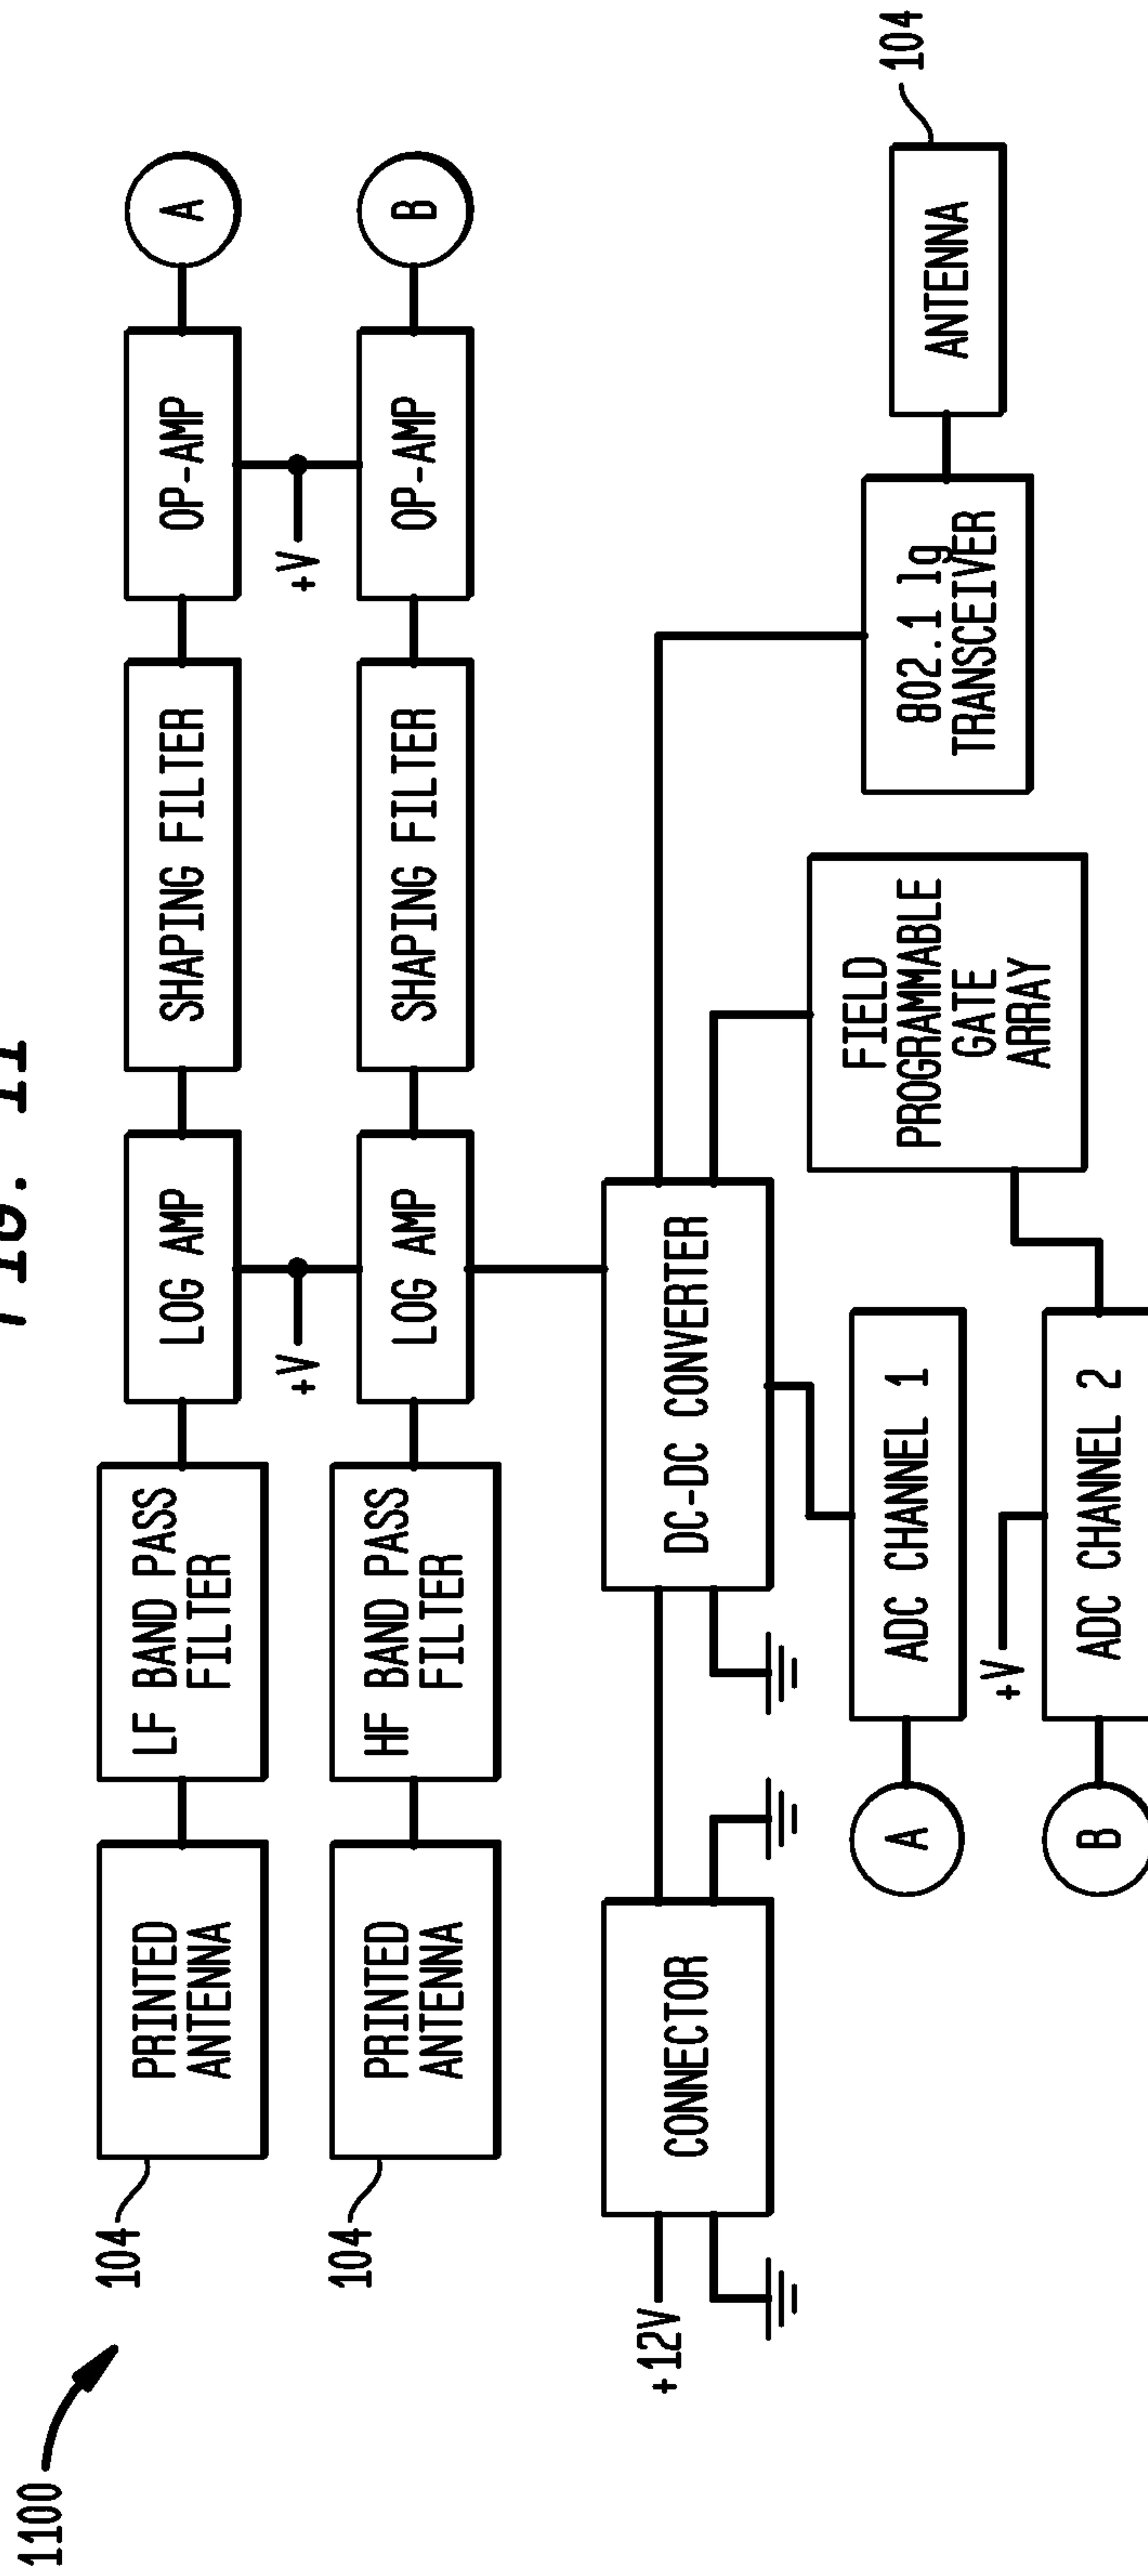 FIG. 11
1100
104
PRINTED
ANTENNA
LF BAND PASS
FILTER
LOG AMP
SHAPING FILTER
OP-AMP
A
+V
+V
104
PRINTED
ANTENNA
HF BAND PASS
FILTER
LOG AMP
SHAPING FILTER
OP-AMP
B
+12V
CONNECTOR
DC-DC CONVERTER
A
ADC CHANNEL 1
+V
B
ADC CHANNEL 2
FIELD
PROGRAMMABLE
GATE
ARRAY
802.1 1g
TRANSCEIVER
ANTENNA
104